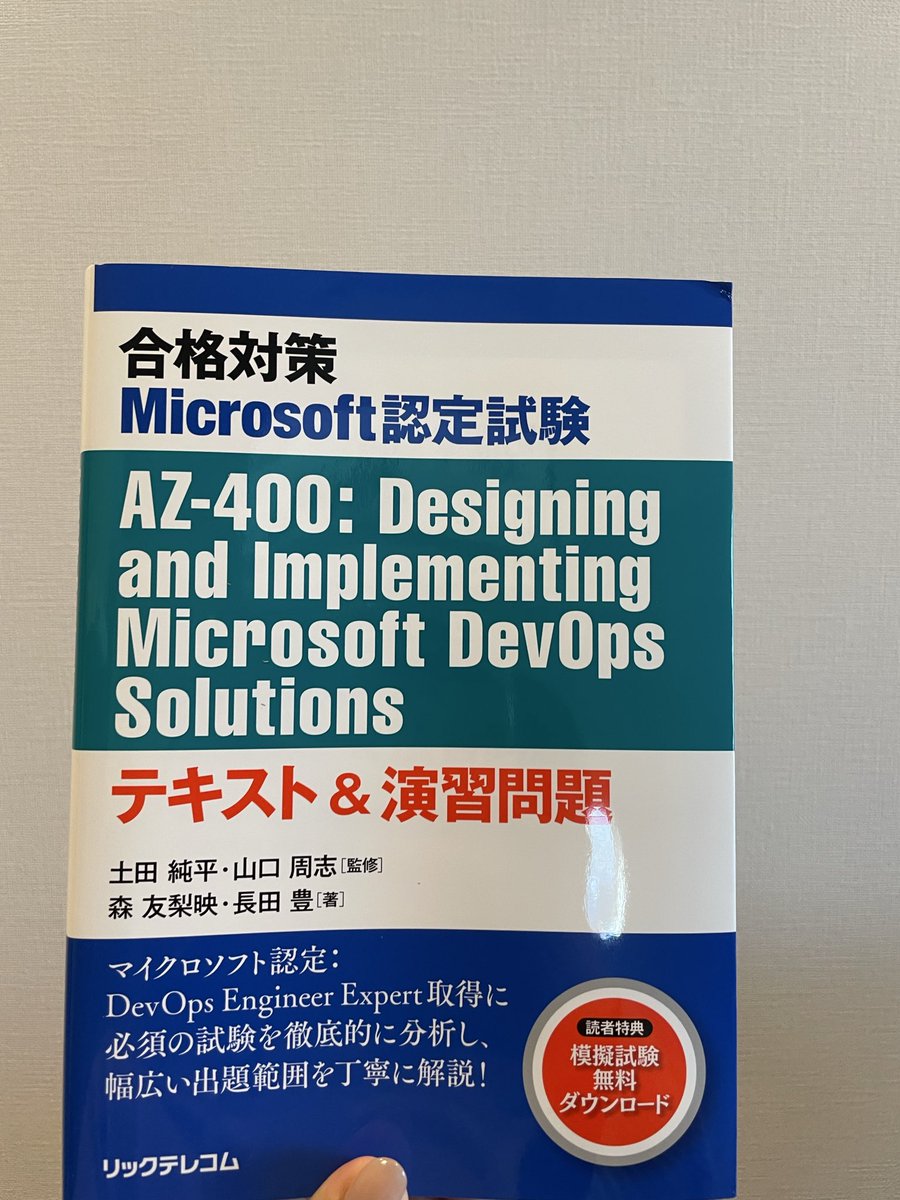 合格対策
Microsoft認定試験
AZ-400: Designing
and Implementing
Microsoft DevOps
Solutions
テキスト&演習問題
土田 純平・山口 周志[監修]
森 友梨映・長田 豊[著]
マイクロソフト認定:
DevOps Engineer Expert取得に
必須の試験を徹底的に分析し、
幅広い出題範囲を丁寧に解説!
読者特典
模擬試験
無料
ダウンロード
リックテレコム